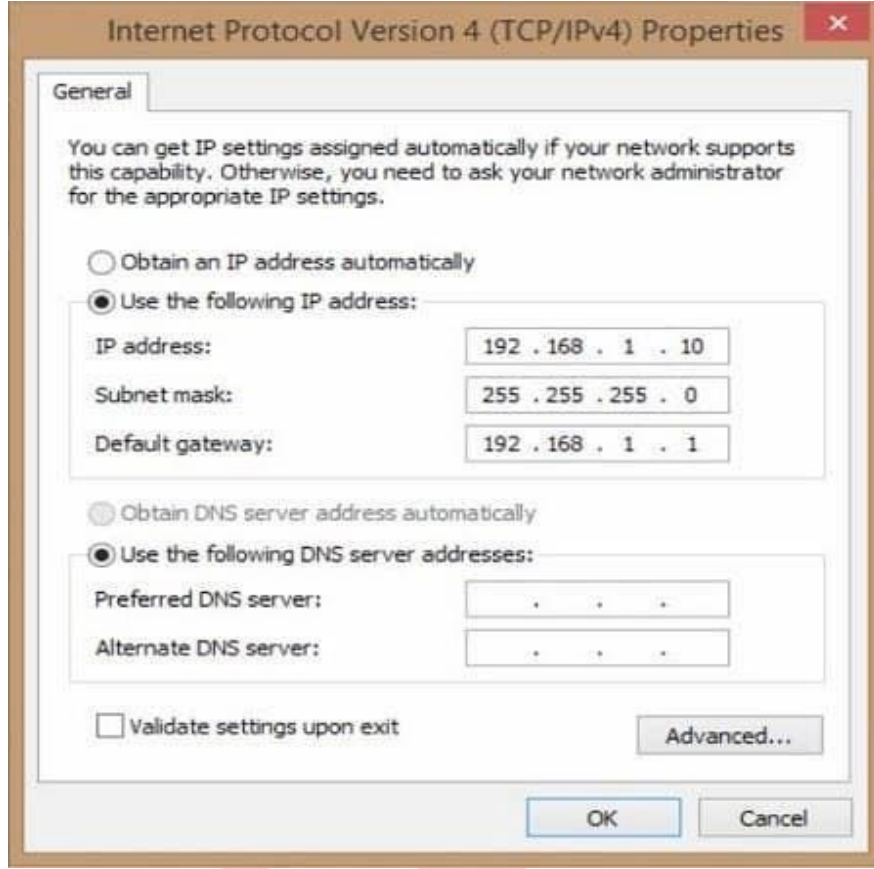 Internet Protocol Version 4 (TCP/IPv4) Properties
General
You can get IP settings assigned automatically if your network supports
this capability. Otherwise, you need to ask your network administrator
for the appropriate IP settings.
Obtain an IP address automatically
Use the following IP address:
IP address: 192 . 168 . 1 . 10
Subnet mask: 255 . 255 . 255 . 0
Default gateway: 192 . 168 . 1 . 1
Obtain DNS server address automatically
Use the following DNS server addresses:
Preferred DNS server: . . .
Alternate DNS server: . . .
Validate settings upon exit
Advanced...
OK Cancel